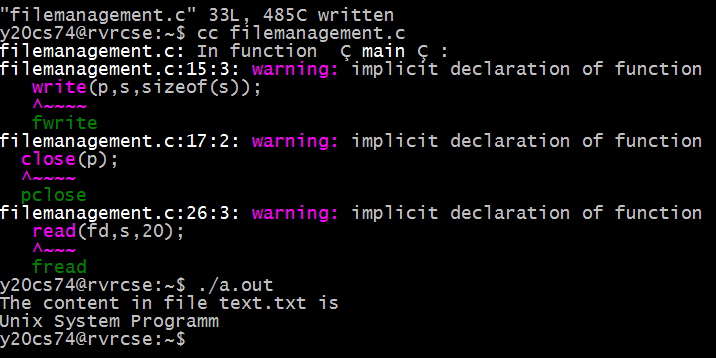 "filemanagement.c" 33L, 485C written
y20cs74@rvrcse:~$ cc filemanagement.c
filemanagement.c: In function  Ç main Ç :
filemanagement.c:15:3: warning: implicit declaration of function
   write(p,s,sizeof(s));
   ^~~~~
   fwrite
filemanagement.c:17:2: warning: implicit declaration of function
  close(p);
  ^~~~~
  pclose
filemanagement.c:26:3: warning: implicit declaration of function
   read(fd,s,20);
   ^~~~
   fread
y20cs74@rvrcse:~$ ./a.out
The content in file text.txt is
Unix System Programm
y20cs74@rvrcse:~$